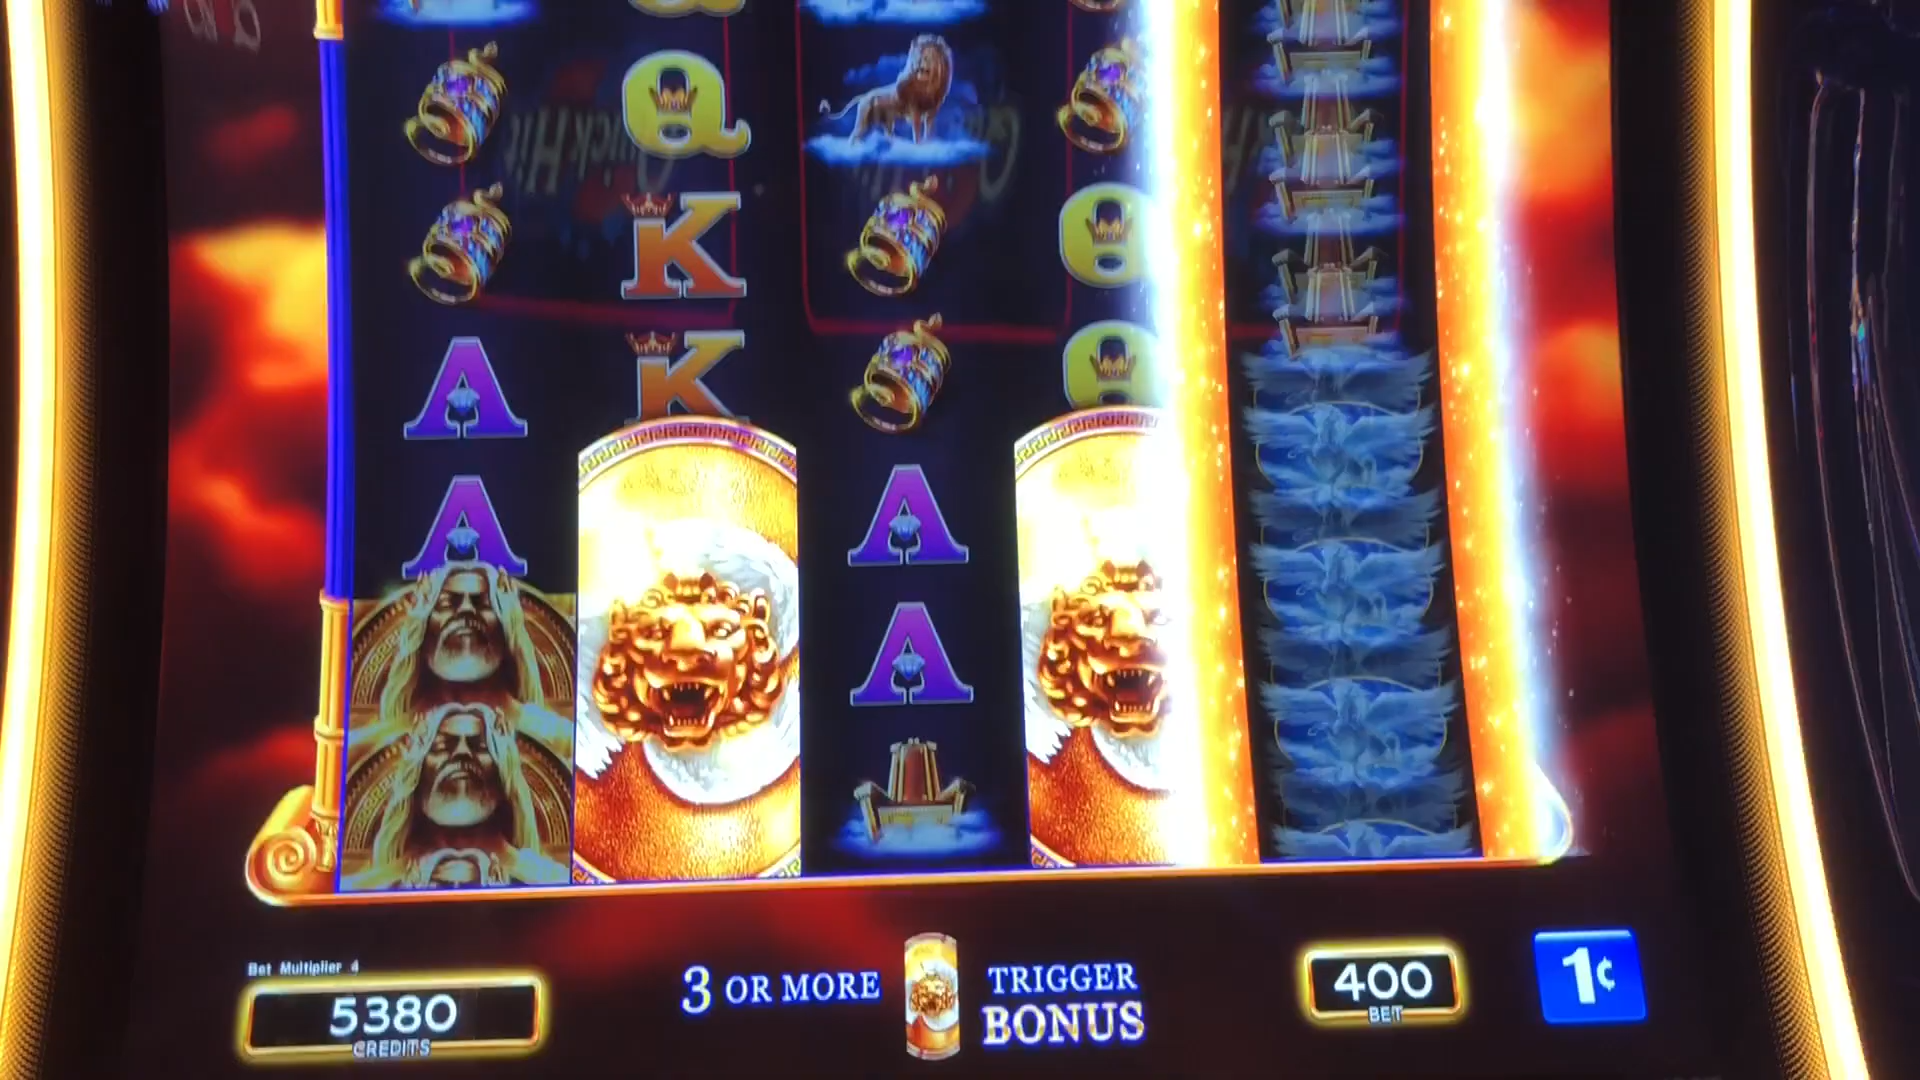 Q
K
Q
K
Q
A
A
A
A
Bet Multiplier 4
5380
CREDITS
3 OR MORE
TRIGGER
BONUS
400
BET
1¢